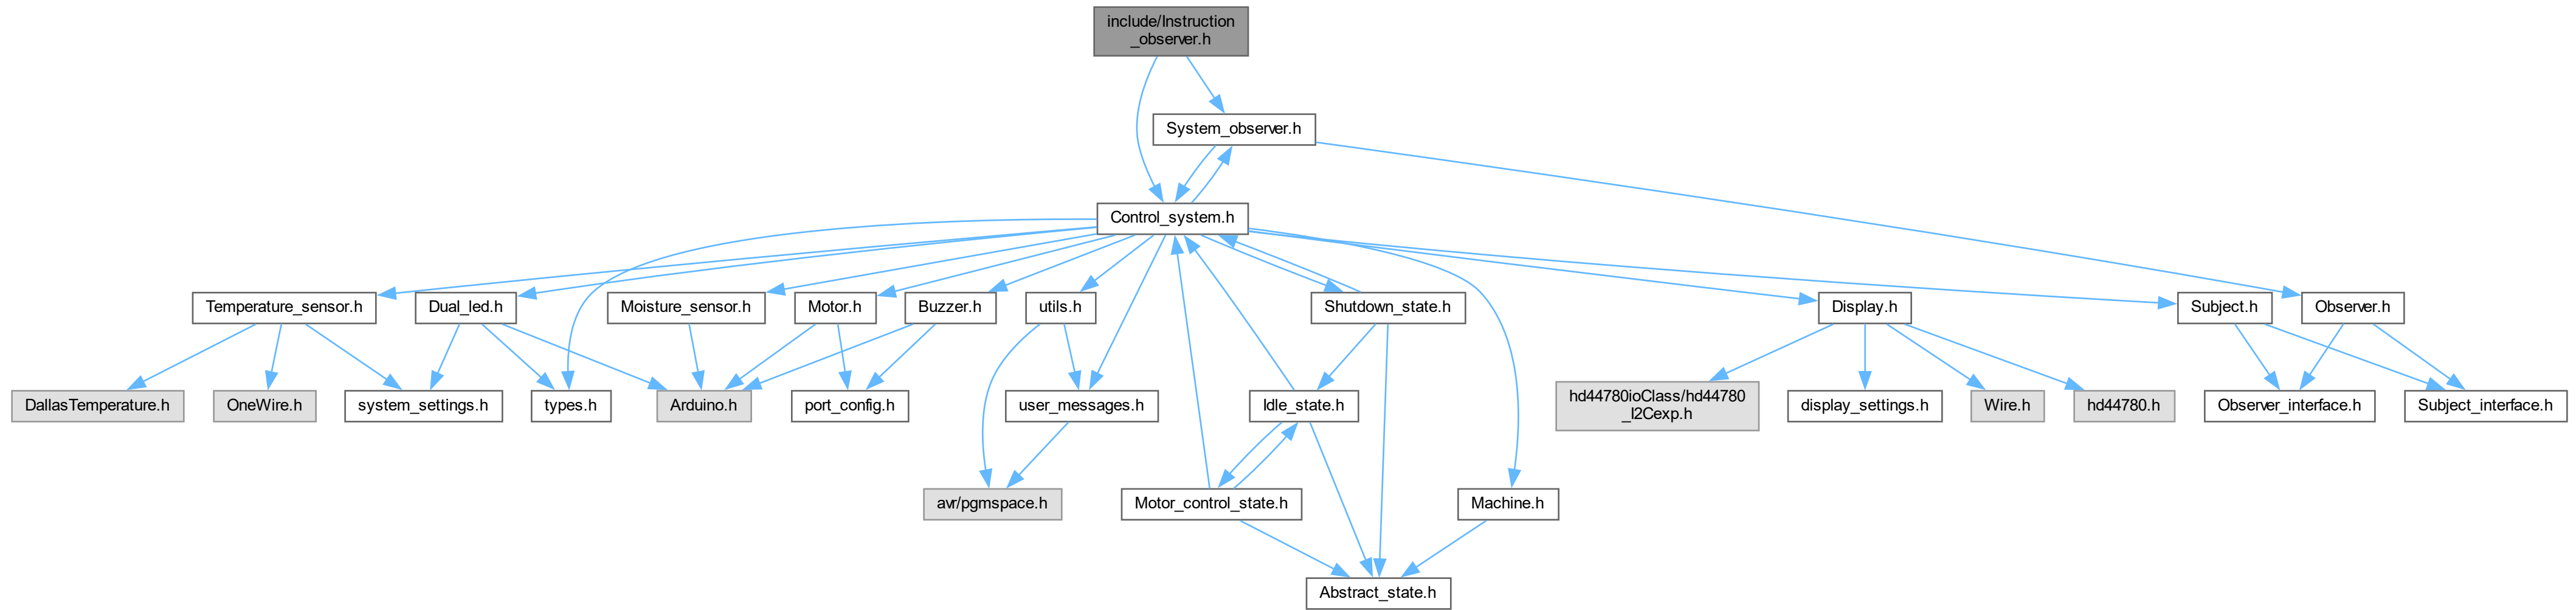 include/Instruction
_observer.h
System_observer.h
Control_system.h
Temperature_sensor.h
Dual_led.h
Moisture_sensor.h
Motor.h
Buzzer.h
utils.h
Shutdown_state.h
Display.h
Subject.h
Observer.h
DallasTemperature.h
OneWire.h
system_settings.h
types.h
Arduino.h
port_config.h
user_messages.h
Idle_state.h
hd44780ioClass/hd44780
_I2Cexp.h
display_settings.h
Wire.h
hd44780.h
Observer_interface.h
Subject_interface.h
avr/pgmspace.h
Motor_control_state.h
Machine.h
Abstract_state.h